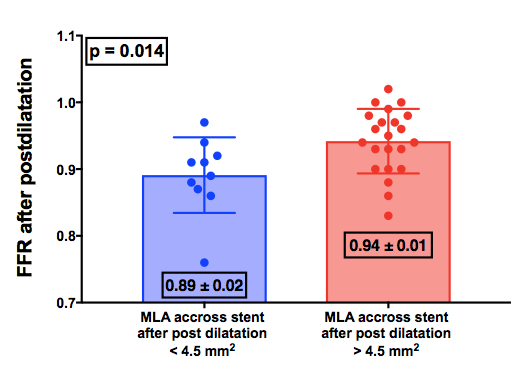 1.1
p = 0.014
1.0
0.9
0.8
0.7
FFR after postdilatation
0.89 ± 0.02
0.94 ± 0.01
MLA accross stent
after post dilatation
< 4.5 mm²
MLA accross stent
after post dilatation
> 4.5 mm²